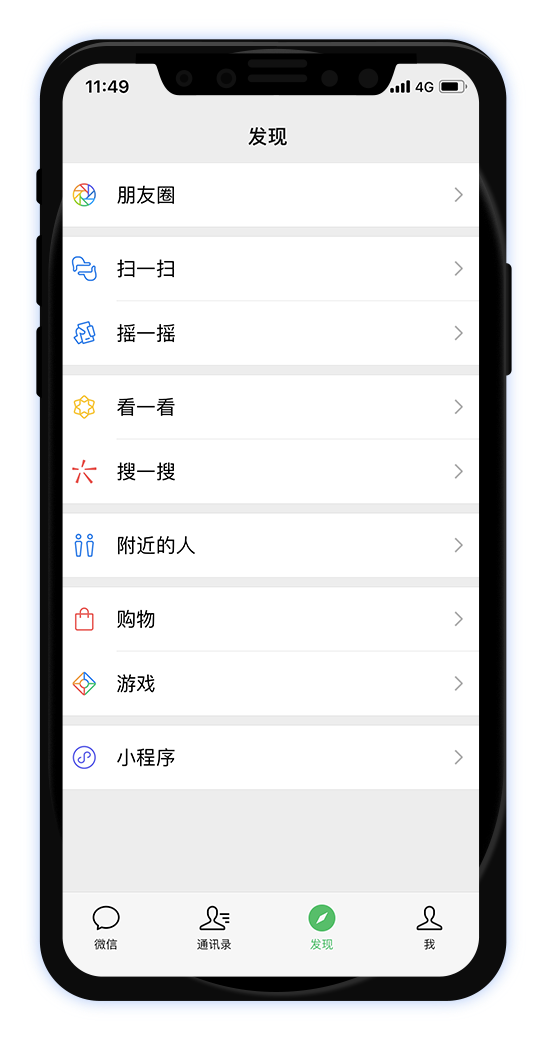 11:49
4G
发现
朋友圈
扫一扫
摇一摇
看一看
搜一搜
附近的人
购物
游戏
小程序
微信
通讯录
发现
我